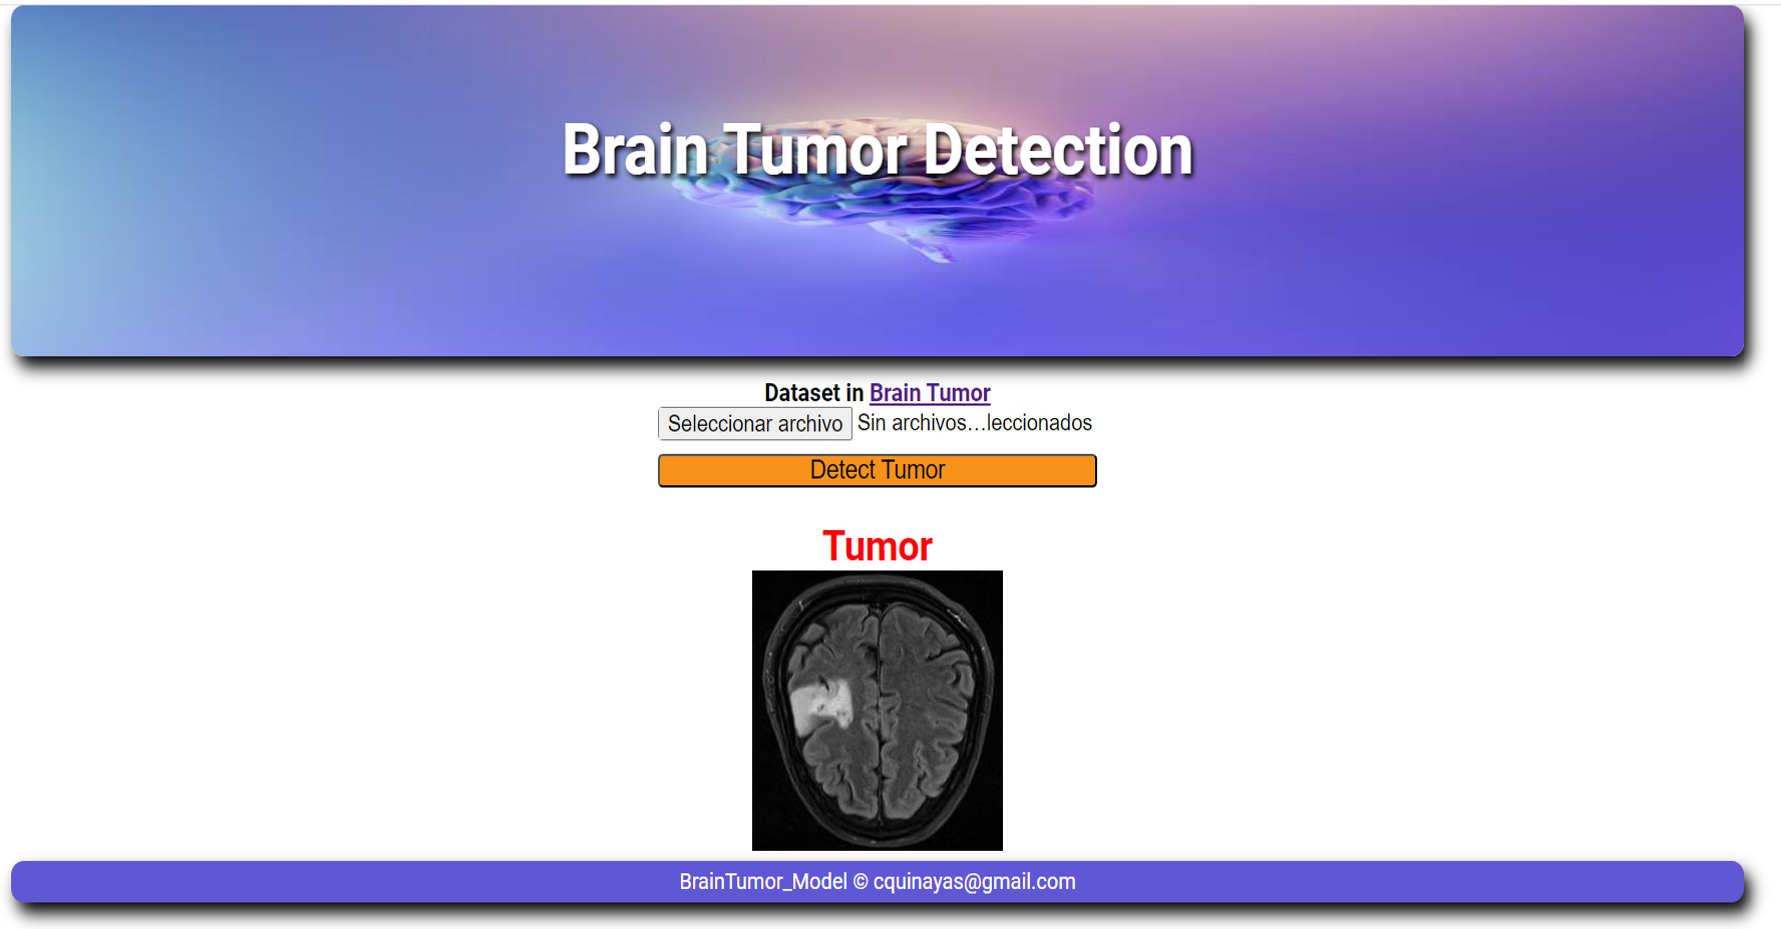 Brain Tumor Detection
Dataset in Brain Tumor
Seleccionar archivo Sin archivos...leccionados
Detect Tumor
Tumor
BrainTumor_Model © cquinayas@gmail.com